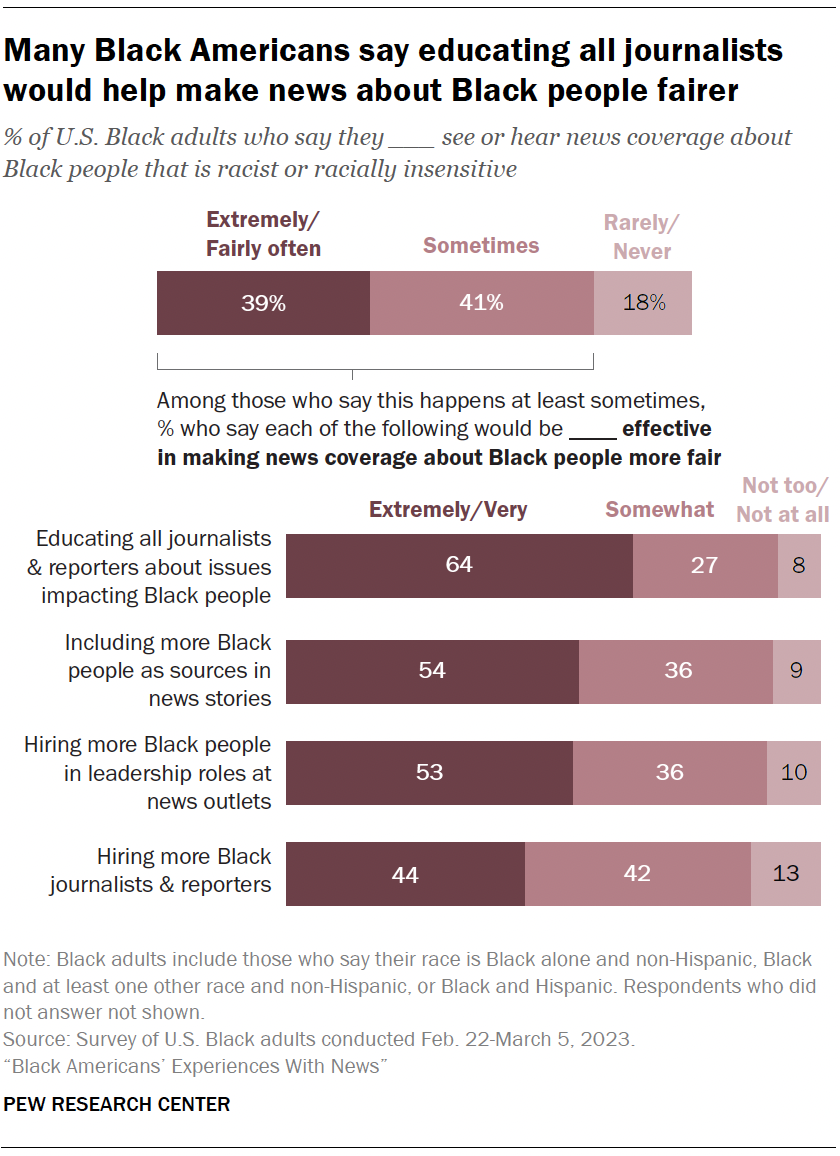 Many Black Americans say educating all journalists
would help make news about Black people fairer
% of U.S. Black adults who say they ____ see or hear news coverage about
Black people that is racist or racially insensitive
Extremely/
Fairly often
Sometimes
Rarely/
Never
39%
41%
18%
Among those who say this happens at least sometimes,
% who say each of the following would be ____ effective
in making news coverage about Black people more fair
Extremely/Very
Somewhat
Not too/
Not at all
Educating all journalists
& reporters about issues
impacting Black people
64
27
8
Including more Black
people as sources in
news stories
54
36
9
Hiring more Black people
in leadership roles at
news outlets
53
36
10
Hiring more Black
journalists & reporters
44
42
13
Note: Black adults include those who say their race is Black alone and non-Hispanic, Black
and at least one other race and non-Hispanic, or Black and Hispanic. Respondents who did
not answer not shown.
Source: Survey of U.S. Black adults conducted Feb. 22-March 5, 2023.
“Black Americans’ Experiences With News”
PEW RESEARCH CENTER